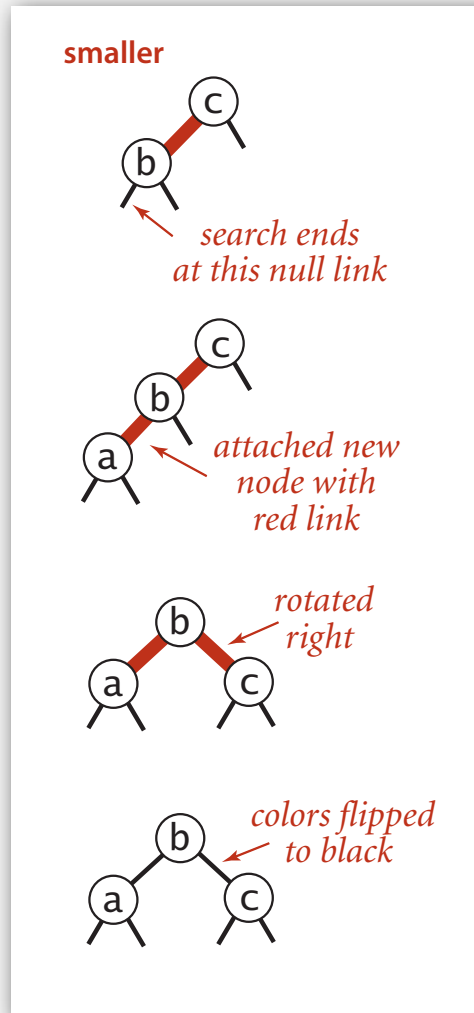 smaller
c
b
search ends
at this null link
c
b
a
attached new
node with
red link
rotated
right
b
a
c
colors flipped
to black
b
a
c